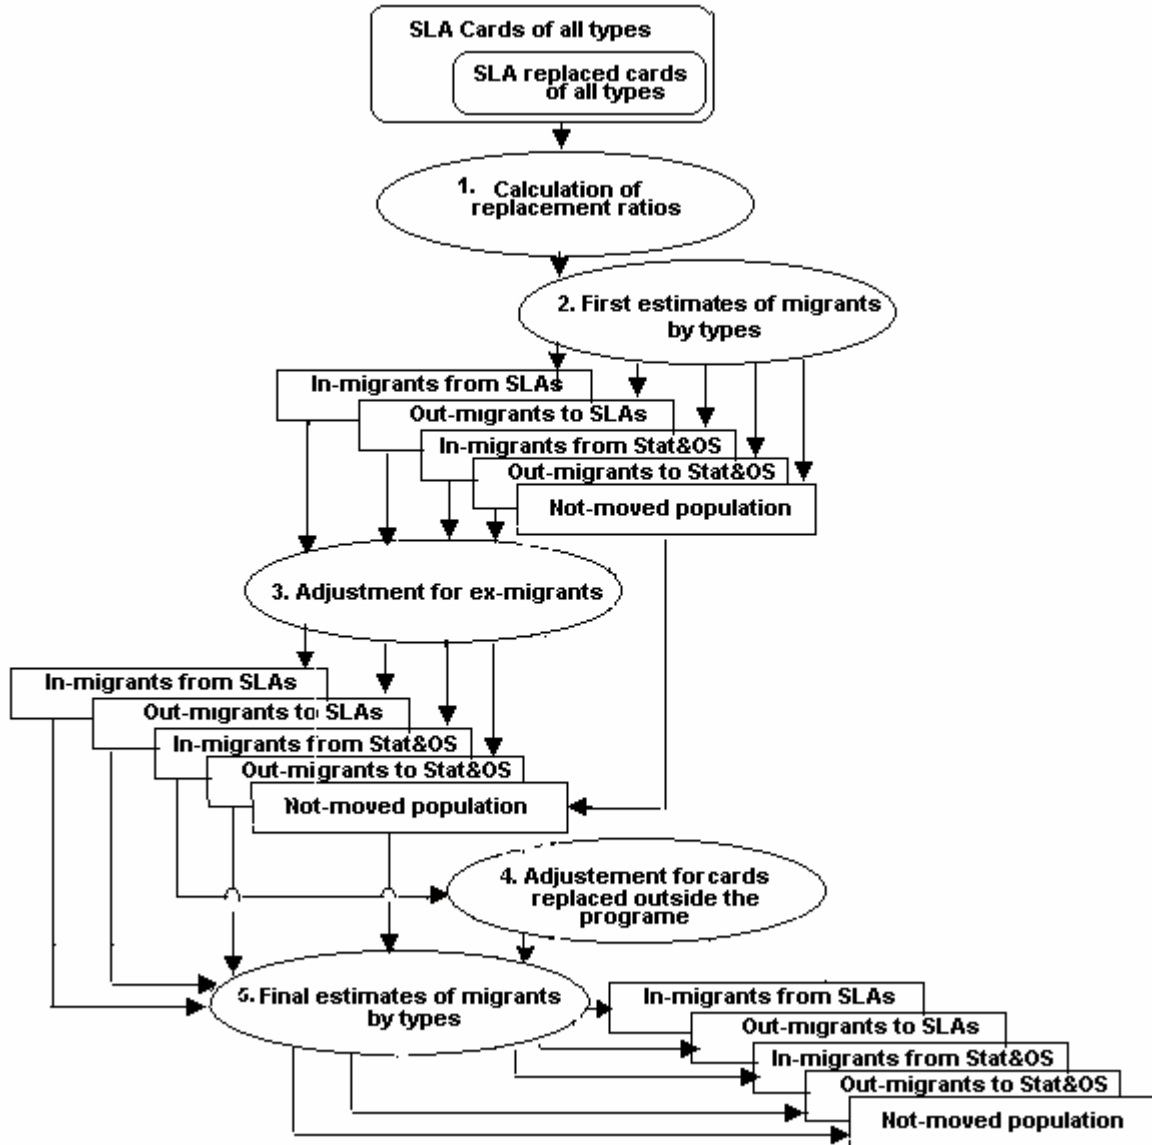 SLA Cards of all types
SLA replaced cards
of all types
1. Calculation of
replacement ratios
2. First estimates of migrants
by types
In-migrants from SLAs
Out-migrants to SLAs
In-migrants from Stat&OS
Out-migrants to Stat&OS
Not-moved population
3. Adjustment for ex-migrants
In-migrants from SLAs
Out-migrants to SLAs
In-migrants from Stat&OS
Out-migrants to Stat&OS
Not-moved population
4. Adjustement for cards
replaced outside the
programe
5. Final estimates of migrants
by types
In-migrants from SLAs
Out-migrants to SLAs
In-migrants from Stat&OS
Out-migrants to Stat&OS
Not-moved population